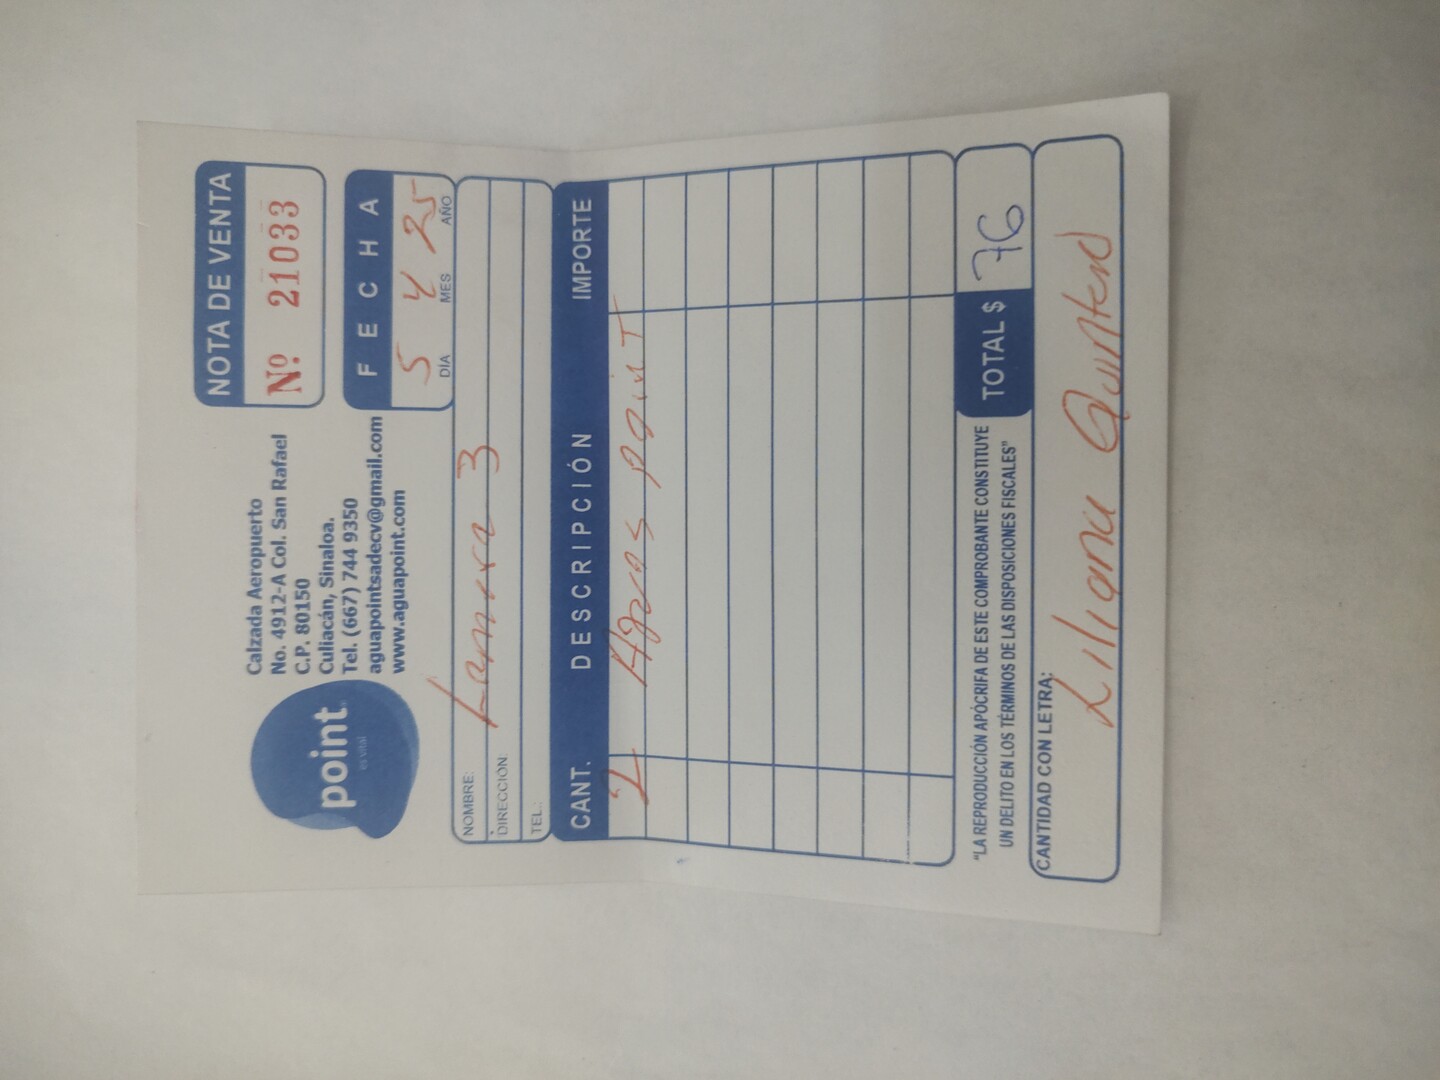 point®
es vital
Calzada Aeropuerto
No. 4912-A Col. San Rafael
C.P. 80150
Culiacán, Sinaloa.
Tel. (667) 744 9350
aguapointsadecv@gmail.com
www.aguapoint.com
NOTA DE VENTA
Nº. 21033
FECHA
5 4 25
DÍA MES AÑO
NOMBRE:
3
DIRECCIÓN:
TEL.:
CANT. DESCRIPCIÓN IMPORTE
2 Aguas point
"LA REPRODUCCIÓN APÓCRIFA DE ESTE COMPROBANTE CONSTITUYE
UN DELITO EN LOS TÉRMINOS DE LAS DISPOSICIONES FISCALES"
TOTAL $ 76
CANTIDAD CON LETRA:
Liliana